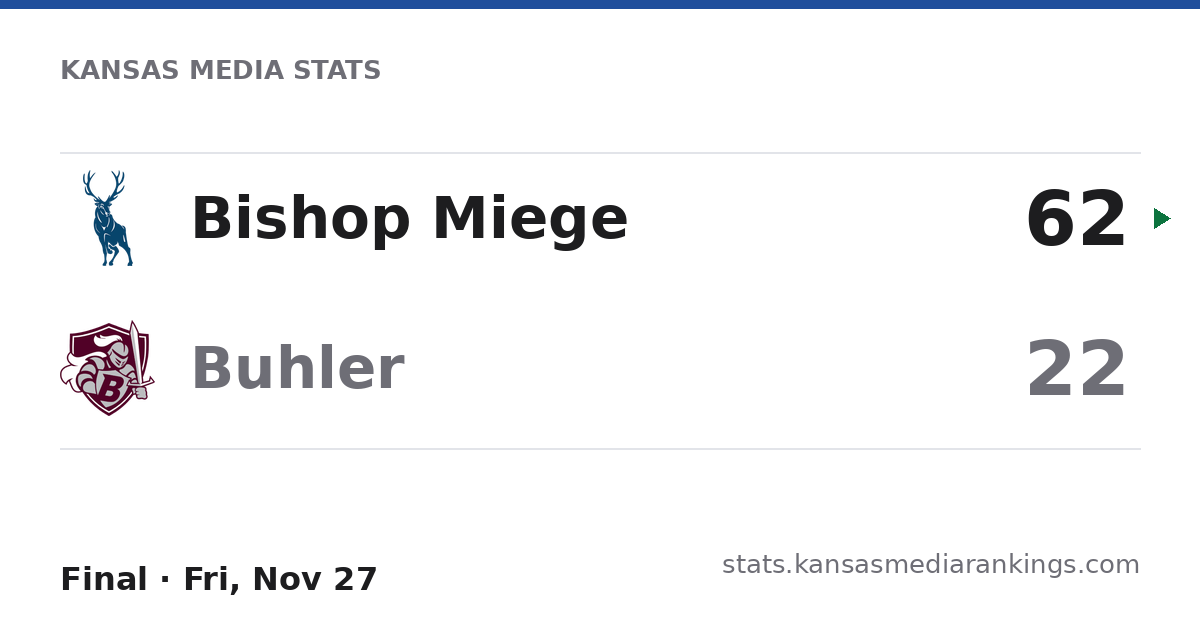 KANSAS MEDIA STATS
Bishop Miege 62
B
Buhler 22
Final · Fri, Nov 27
stats.kansasmediarankings.com